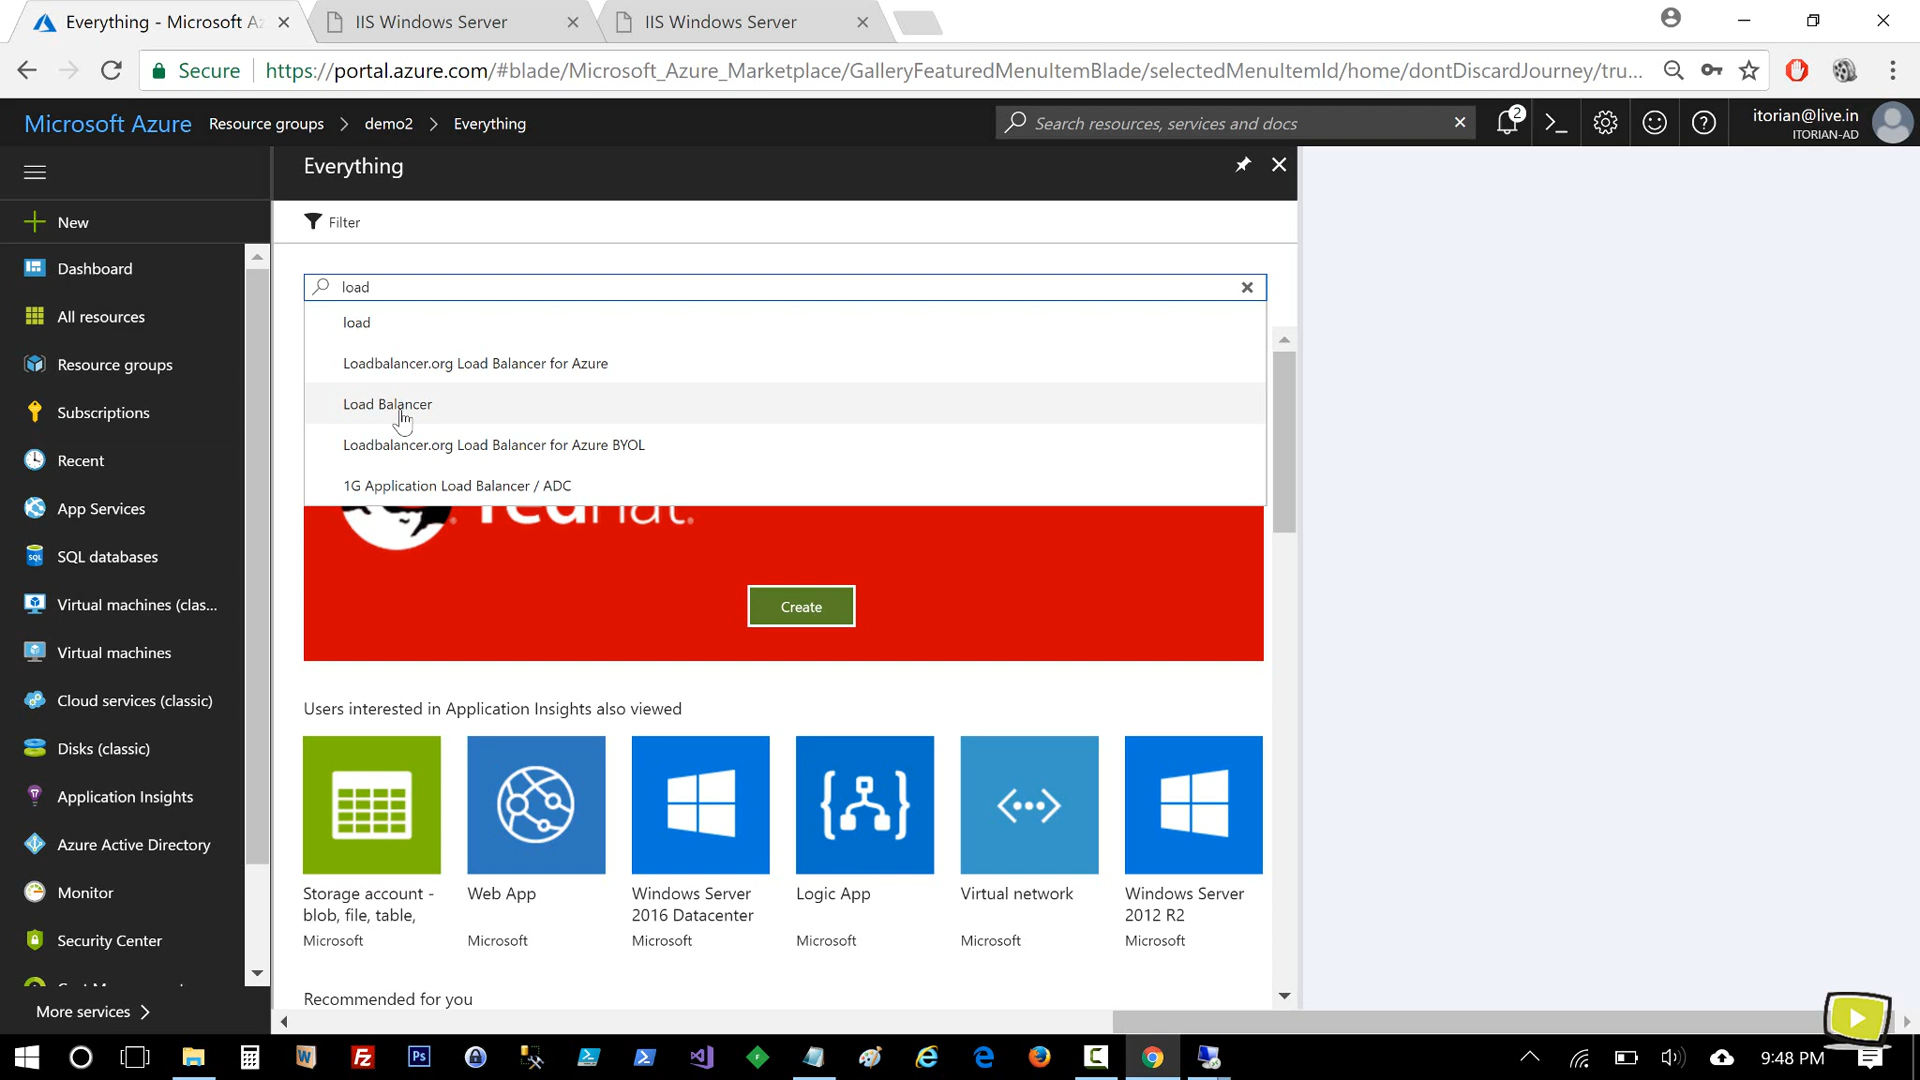 Everything - Microsoft Az
IIS Windows Server
IIS Windows Server
Secure
https://portal.azure.com/#blade/Microsoft_Azure_Marketplace/GalleryFeaturedMenuItemBlade/selectedMenuItemId/home/dontDiscardJourney/tru...
Microsoft Azure
Resource groups > demo2 > Everything
Search resources, services and docs
2
itorian@live.in
ITORIAN-AD
Everything
New
Filter
Dashboard
All resources
Resource groups
Subscriptions
Recent
App Services
SQL
SQL databases
Virtual machines (clas...
Virtual machines
Cloud services (classic)
Disks (classic)
Application Insights
Azure Active Directory
Monitor
Security Center
More services >
load
load
Loadbalancer.org Load Balancer for Azure
Load Balancer
Loadbalancer.org Load Balancer for Azure BYOL
1G Application Load Balancer / ADC
redhat.
Create
Users interested in Application Insights also viewed
Storage account -
blob, file, table,
Microsoft
Web App
Microsoft
Windows Server
2016 Datacenter
Microsoft
Logic App
Microsoft
Virtual network
Microsoft
Windows Server
2012 R2
Microsoft
Recommended for you
W
Fz
Ps
9:48 PM